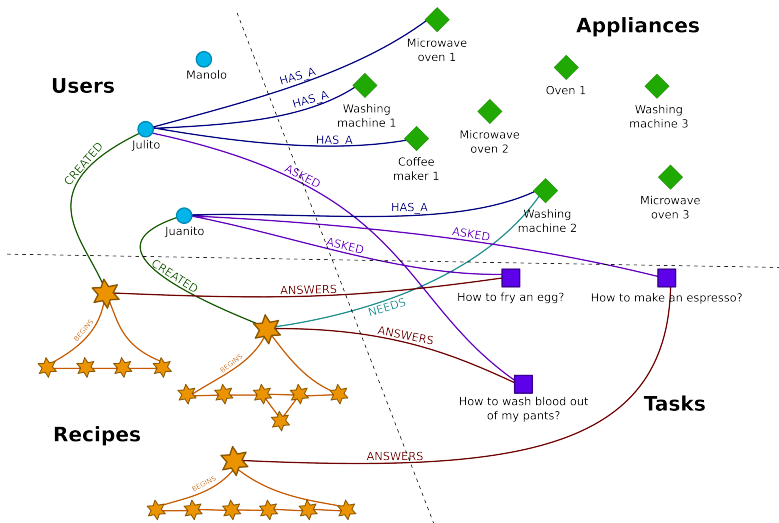 Appliances
Microwave
oven 1
Manolo
Users
HAS_A
Oven 1
HAS_A
Washing
machine 1
Washing
machine 3
Microwave
oven 2
Julito
HAS_A
Coffee
maker 1
CREATED
ASKED
Microwave
oven 3
HAS_A
Washing
machine 2
Juanito
ASKED
ASKED
CREATED
ANSWERS
How to fry an egg?
How to make an espresso?
NEEDS
BEGINS
ANSWERS
BEGINS
How to wash blood out
of my pants?
Tasks
Recipes
ANSWERS
BEGINS